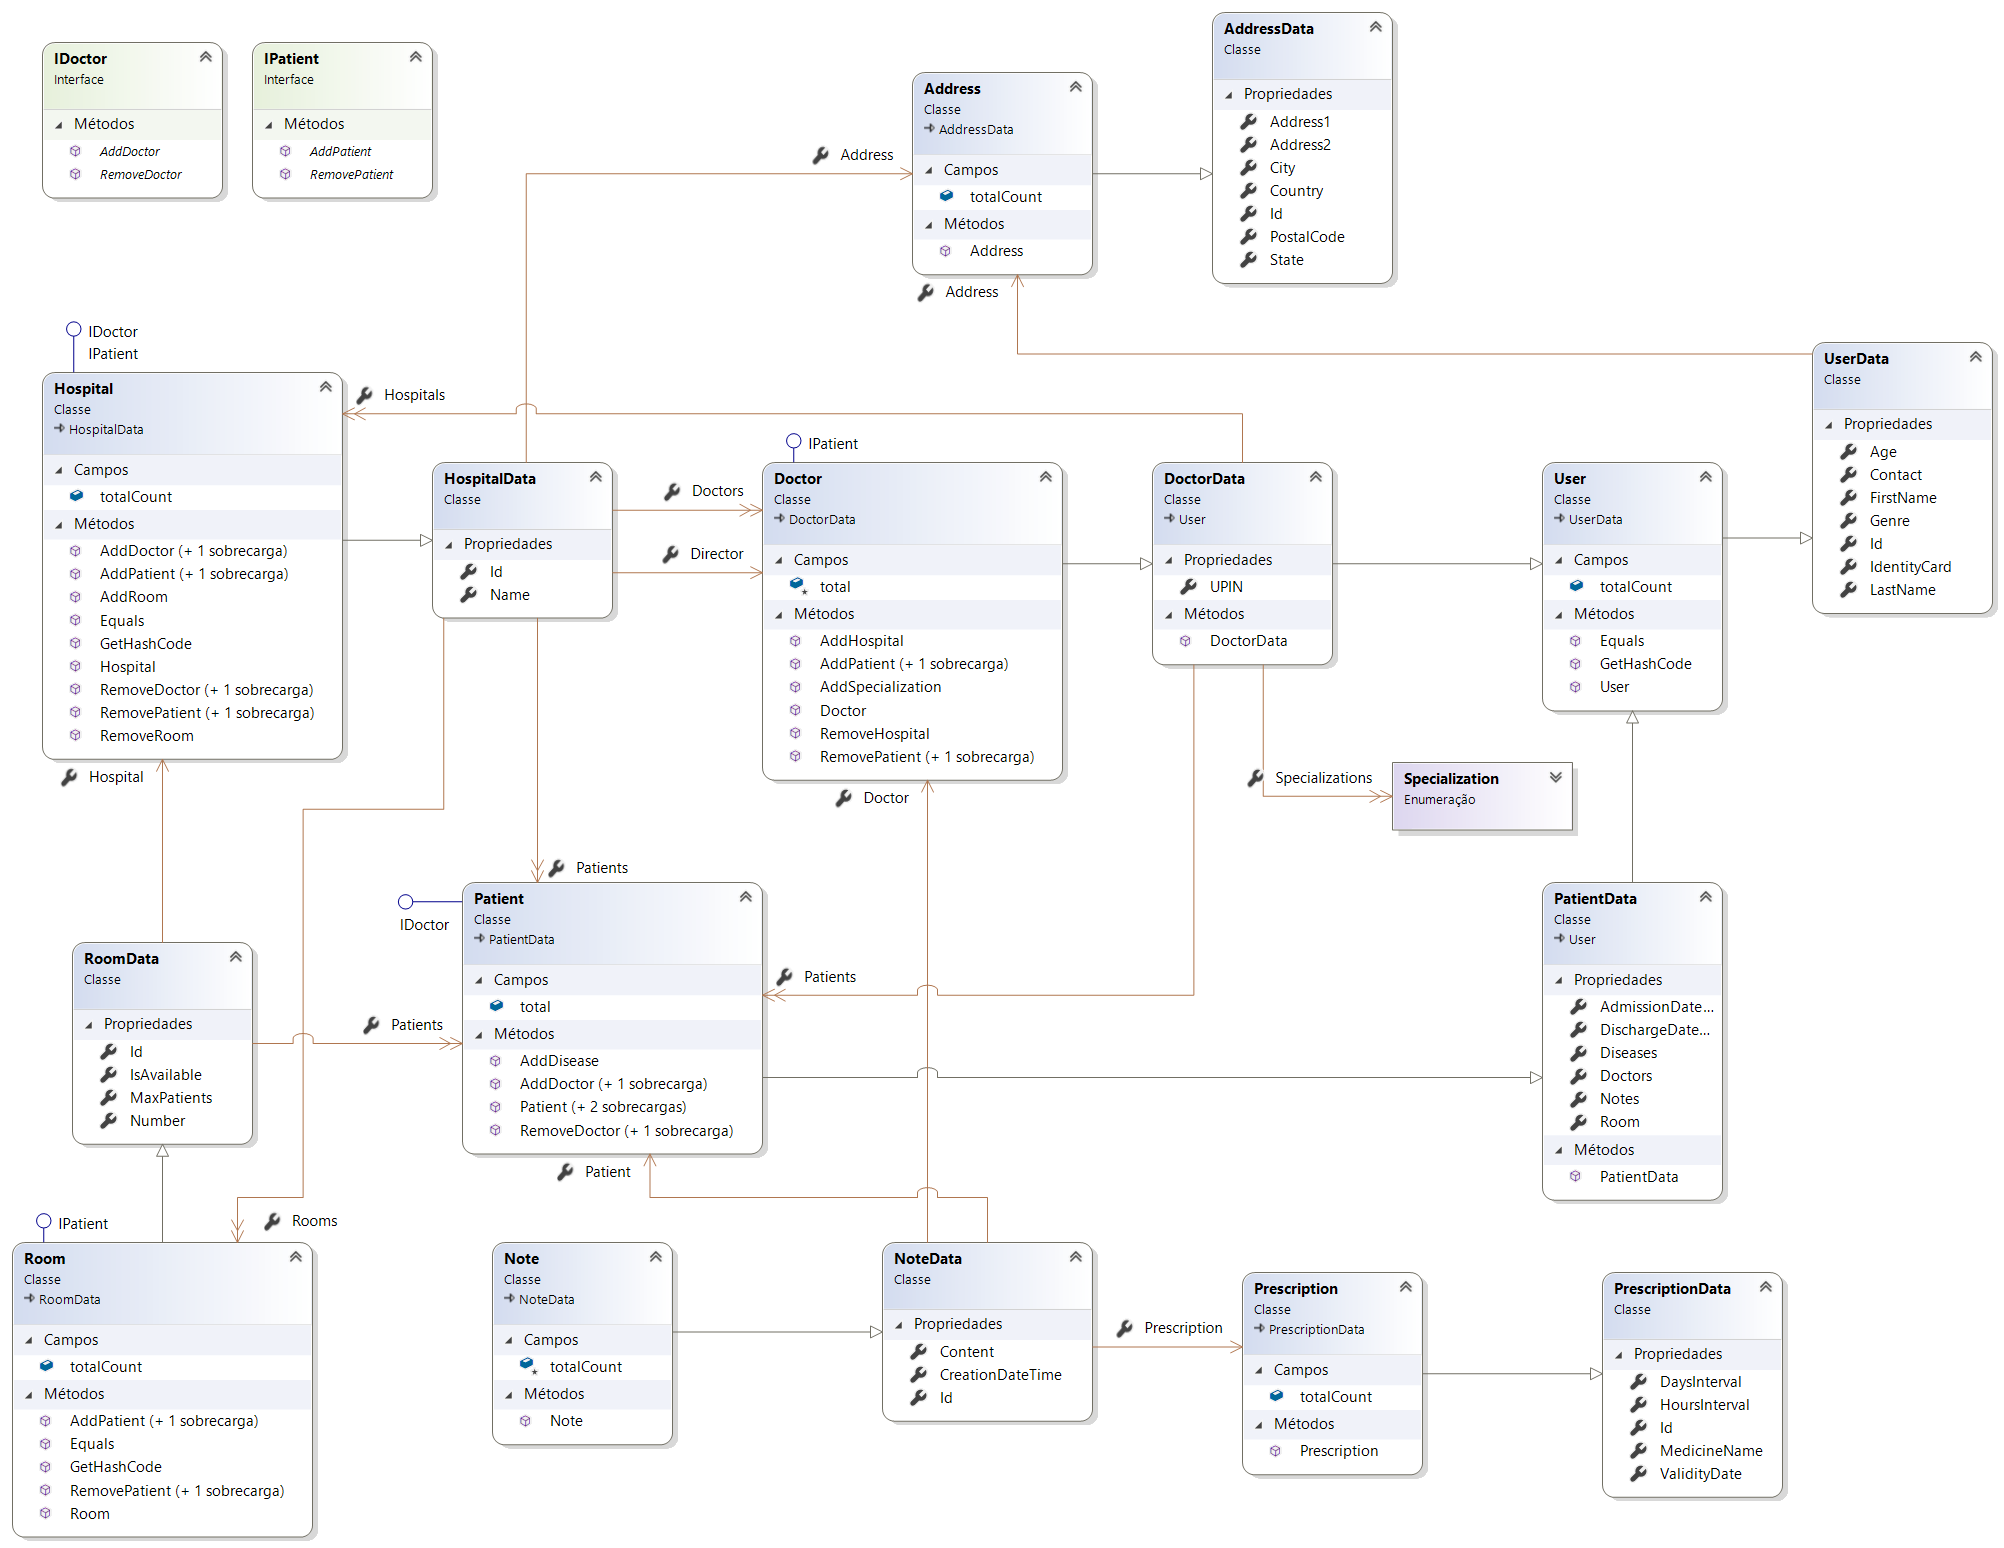 IDoctor
Interface
Métodos
AddDoctor
RemoveDoctor
IPatient
Interface
Métodos
AddPatient
RemovePatient
Address
Address
Classe
AddressData
Campos
totalCount
Métodos
Address
Address
AddressData
Classe
Propriedades
Address1
Address2
City
Country
Id
PostalCode
State
IDoctor
IPatient
Hospital
Classe
HospitalData
Campos
totalCount
Métodos
AddDoctor (+ 1 sobrecarga)
AddPatient (+ 1 sobrecarga)
AddRoom
Equals
GetHashCode
Hospital
RemoveDoctor (+ 1 sobrecarga)
RemovePatient (+ 1 sobrecarga)
RemoveRoom
Hospital
Hospitals
HospitalData
Classe
Propriedades
Id
Name
Doctors
Director
IPatient
Doctor
Classe
DoctorData
Campos
total
Métodos
AddHospital
AddPatient (+ 1 sobrecarga)
AddSpecialization
Doctor
RemoveHospital
RemovePatient (+ 1 sobrecarga)
Doctor
DoctorData
Classe
User
Propriedades
UPIN
Métodos
DoctorData
User
Classe
UserData
Campos
totalCount
Métodos
Equals
GetHashCode
User
UserData
Classe
Propriedades
Age
Contact
FirstName
Genre
Id
IdentityCard
LastName
Specializations
Specialization
Enumeração
Patients
IDoctor
Patient
Classe
PatientData
Campos
total
Métodos
AddDisease
AddDoctor (+ 1 sobrecarga)
Patient (+ 2 sobrecargas)
RemoveDoctor (+ 1 sobrecarga)
Patient
Patients
PatientData
Classe
User
Propriedades
AdmissionDate...
DischargeDate...
Diseases
Doctors
Notes
Room
Métodos
PatientData
RoomData
Classe
Propriedades
Id
IsAvailable
MaxPatients
Number
Patients
IPatient
Rooms
Room
Classe
RoomData
Campos
totalCount
Métodos
AddPatient (+ 1 sobrecarga)
Equals
GetHashCode
RemovePatient (+ 1 sobrecarga)
Room
Note
Classe
NoteData
Campos
totalCount
Métodos
Note
NoteData
Classe
Propriedades
Content
CreationDateTime
Id
Prescription
Prescription
Classe
PrescriptionData
Campos
totalCount
Métodos
Prescription
PrescriptionData
Classe
Propriedades
DaysInterval
HoursInterval
Id
MedicineName
ValidityDate